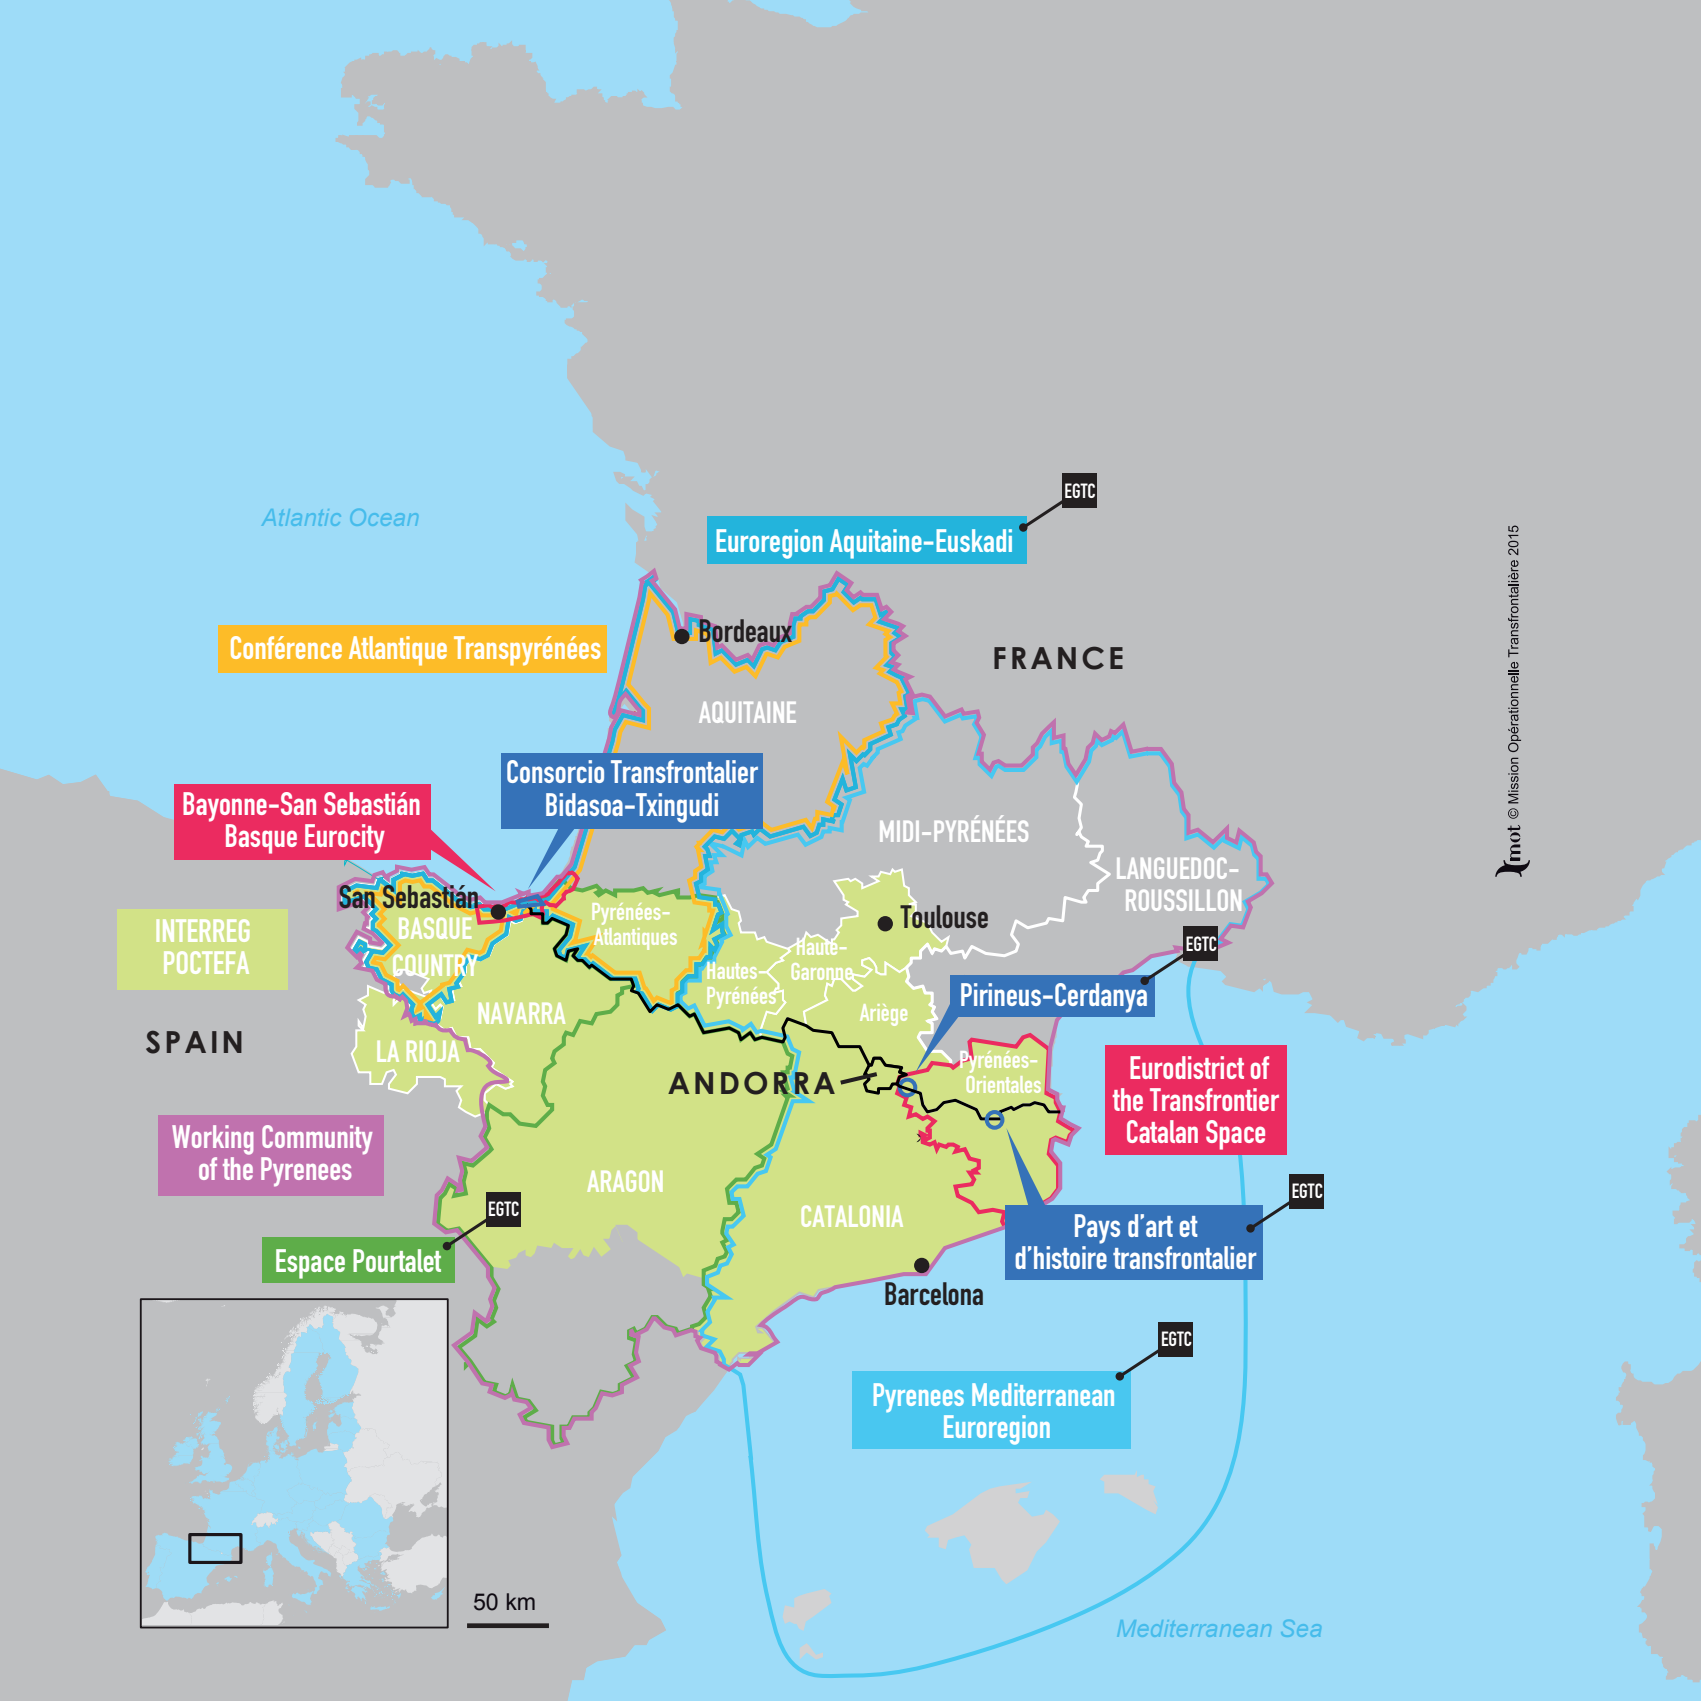 EGTC
Atlantic Ocean
Euroregion Aquitaine-Euskadi
Conférence Atlantique Transpyrénées
Bordeaux
FRANCE
AQUITAINE
Consorcio Transfrontalier
Bidasoa-Txingudi
Bayonne-San Sebastián
Basque Eurocity
MIDI-PYRÉNÉES
LANGUEDOC-
ROUSSILLON
San Sebastián
BASQUE
COUNTRY
Pyrénées-
Atlantiques
Toulouse
INTERREG
POCTEFA
Haute-
Garonne
Hautes-
Pyrénées
EGTC
Pirineus-Cerdanya
Ariège
NAVARRA
SPAIN
LA RIOJA
ANDORRA
Pyrénées-
Orientales
Eurodistrict of
the Transfrontier
Catalan Space
Working Community
of the Pyrenees
ARAGON
CATALONIA
EGTC
EGTC
Pays d'art et
d'histoire transfrontalier
Espace Pourtalet
Barcelona
EGTC
Pyrenees Mediterranean
Euroregion
50 km
Mediterranean Sea
mot © Mission Opérationnelle Transfrontalière 2015